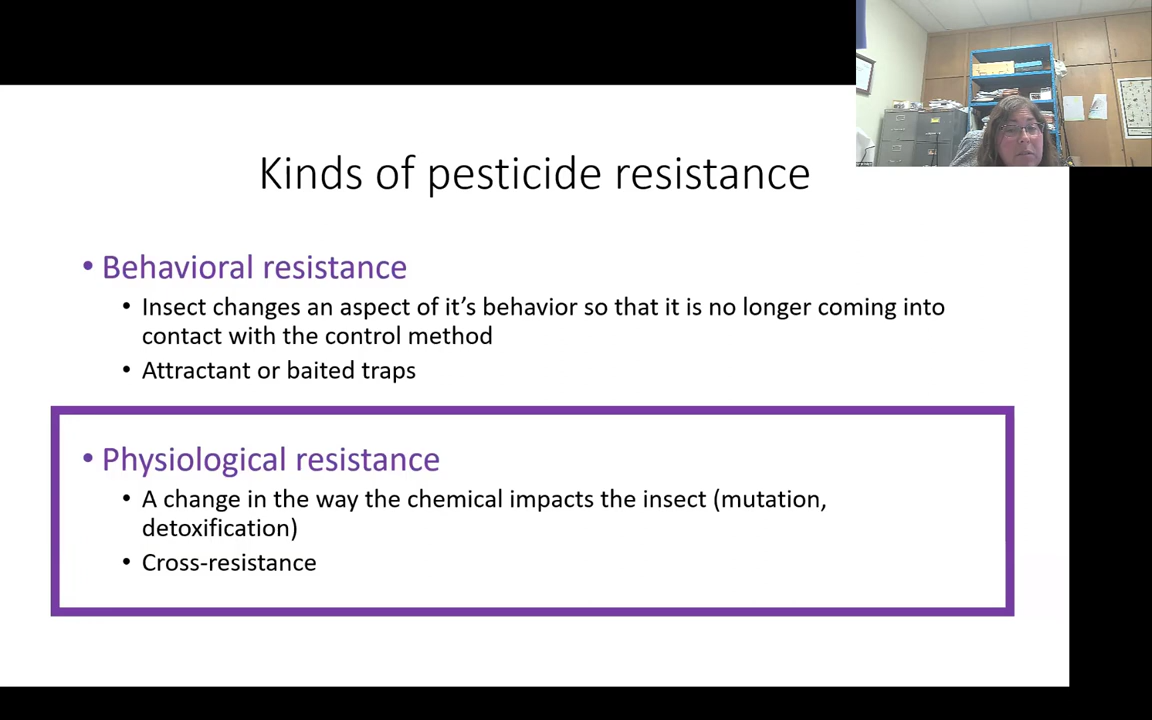 Kinds of pesticide resistance
• Behavioral resistance
• Insect changes an aspect of it’s behavior so that it is no longer coming into
contact with the control method
• Attractant or baited traps
• Physiological resistance
• A change in the way the chemical impacts the insect (mutation,
detoxification)
• Cross-resistance